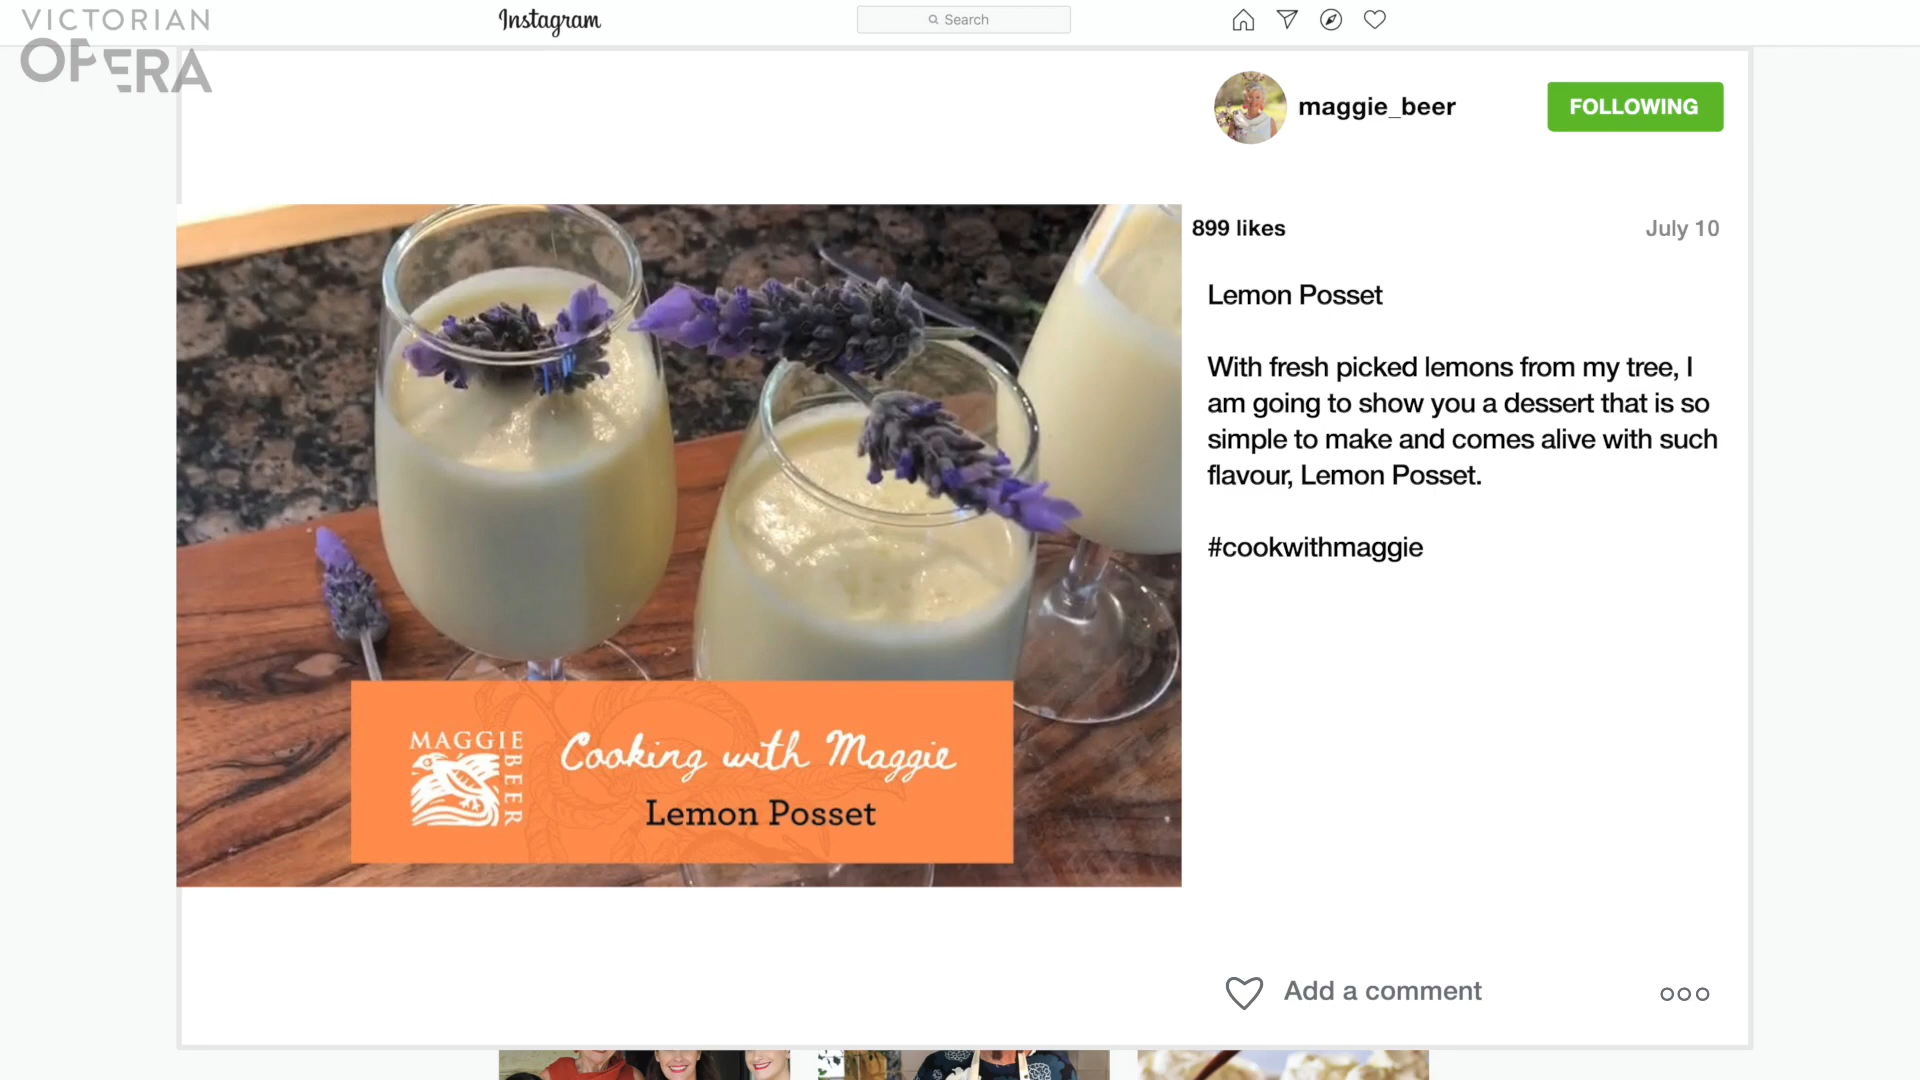 VICTORIAN
OPERA
Instagram
Search
maggie_beer
FOLLOWING
899 likes
July 10
Lemon Posset
With fresh picked lemons from my tree, I
am going to show you a dessert that is so
simple to make and comes alive with such
flavour, Lemon Posset.
#cookwithmaggie
MAGGIE
BEER
Cooking with Maggie
Lemon Posset
Add a comment